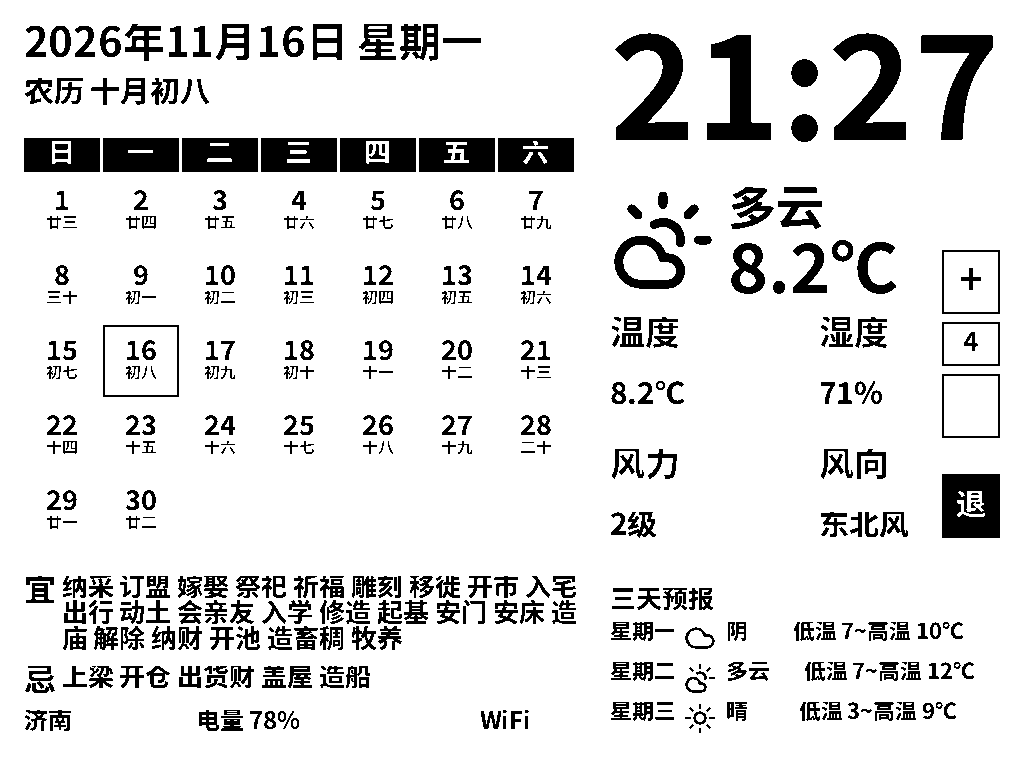 2026年11月16日 星期一
农历 十月初八
日 一 二 三 四 五 六
1 2 3 4 5 6 7
廿三 廿四 廿五 廿六 廿七 廿八 廿九
8 9 10 11 12 13 14
三十 初一 初二 初三 初四 初五 初六
15 16 17 18 19 20 21
初七 初八 初九 初十 十一 十二 十三
22 23 24 25 26 27 28
十四 十五 十六 十七 十八 十九 二十
29 30
廿一 廿二
宜 纳采 订盟 嫁娶 祭祀 祈福 雕刻 移徙 开市 入宅
出行 动土 会亲友 入学 修造 起基 安门 安床 造
庙 解除 纳财 开池 造畜稠 牧养
忌 上梁 开仓 出货财 盖屋 造船
济南 电量 78% WiFi
21:27
多云
8.2°C
温度 湿度
8.2°C 71%
风力 风向
2级 东北风
+
4
退
三天预报
星期一 阴 低温 7~高温 10°C
星期二 多云 低温 7~高温 12°C
星期三 晴 低温 3~高温 9°C